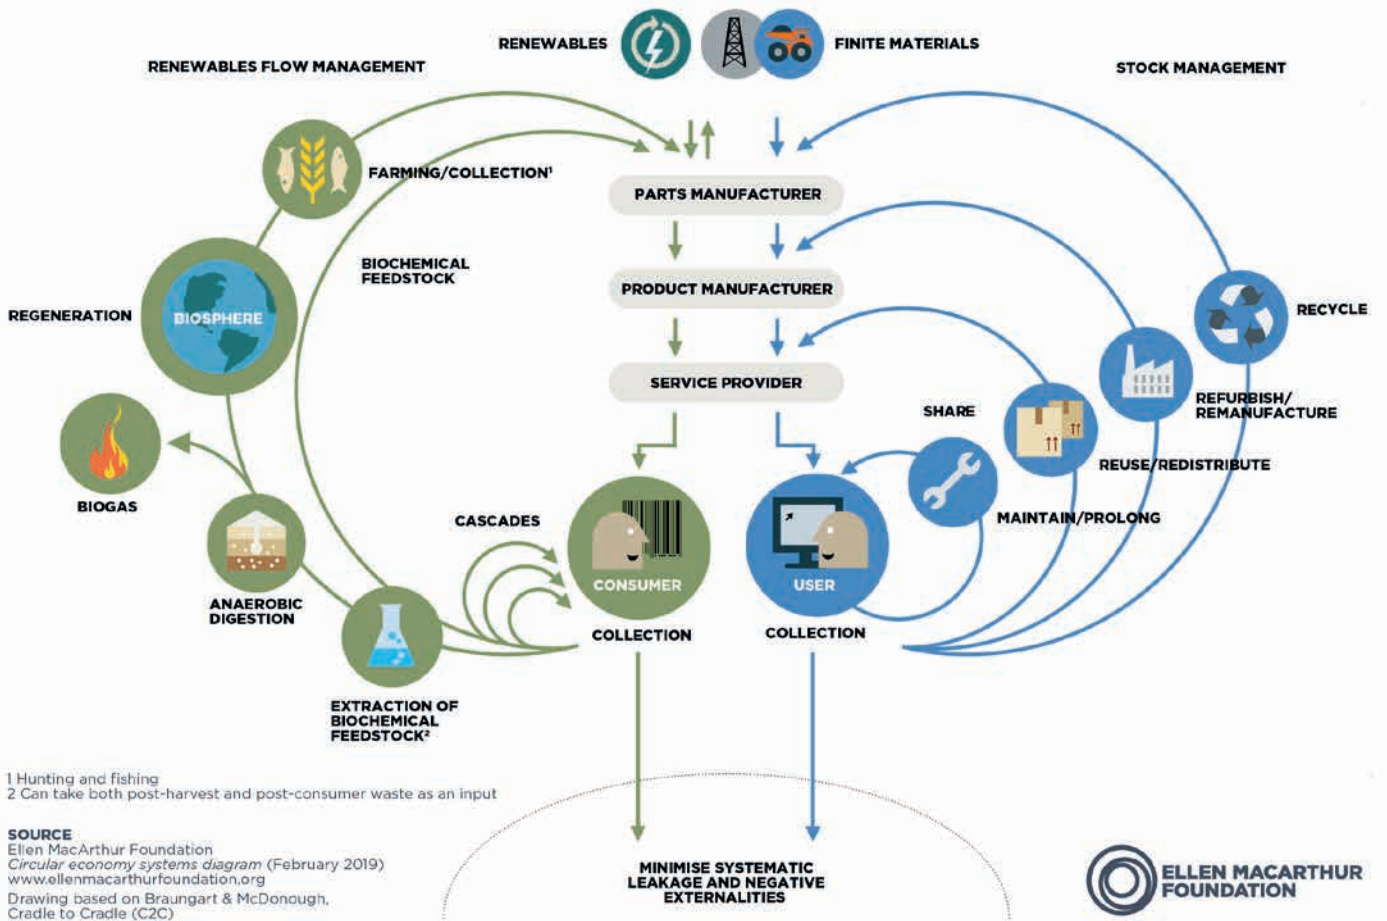 RENEWABLES
FINITE MATERIALS
RENEWABLES FLOW MANAGEMENT
STOCK MANAGEMENT
FARMING/COLLECTION¹
PARTS MANUFACTURER
BIOCHEMICAL
FEEDSTOCK
PRODUCT MANUFACTURER
REGENERATION
BIOSPHERE
RECYCLE
SERVICE PROVIDER
REFURBISH/
REMANUFACTURE
SHARE
REUSE/REDISTRIBUTE
BIOGAS
CASCADES
MAINTAIN/PROLONG
CONSUMER
USER
ANAEROBIC
DIGESTION
COLLECTION
COLLECTION
EXTRACTION OF
BIOCHEMICAL
FEEDSTOCK²
1 Hunting and fishing
2 Can take both post-harvest and post-consumer waste as an input
SOURCE
Ellen MacArthur Foundation
Circular economy systems diagram (February 2019)
www.ellenmacarthurfoundation.org
Drawing based on Braungart & McDonough,
Cradle to Cradle (C2C)
MINIMISE SYSTEMATIC
LEAKAGE AND NEGATIVE
EXTERNALITIES
ELLEN MACARTHUR
FOUNDATION